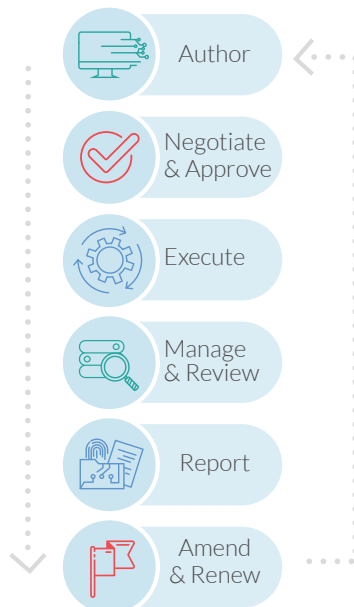 Author
Negotiate
& Approve
Execute
Manage
& Review
Report
Amend
& Renew